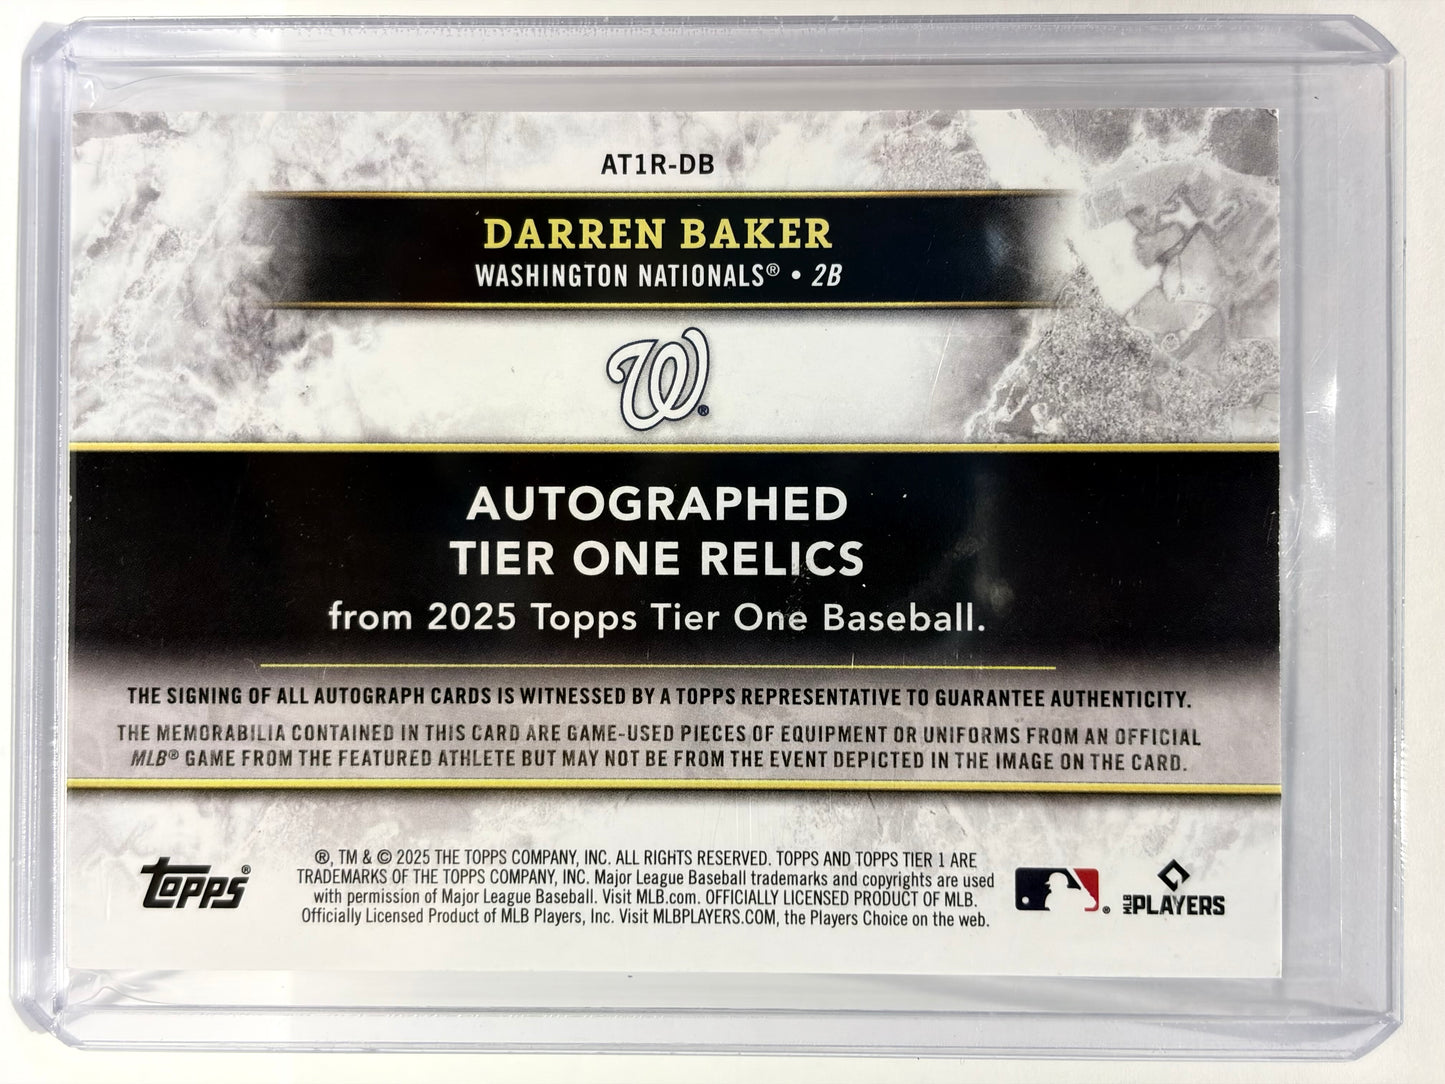 AT1R-DB
DARREN BAKER
WASHINGTON NATIONALS® • 2B
W®
AUTOGRAPHED
TIER ONE RELICS
from 2025 Topps Tier One Baseball.
THE SIGNING OF ALL AUTOGRAPH CARDS IS WITNESSED BY A TOPPS REPRESENTATIVE TO GUARANTEE AUTHENTICITY.
THE MEMORABILIA CONTAINED IN THIS CARD ARE GAME-USED PIECES OF EQUIPMENT OR UNIFORMS FROM AN OFFICIAL
MLB® GAME FROM THE FEATURED ATHLETE BUT MAY NOT BE FROM THE EVENT DEPICTED IN THE IMAGE ON THE CARD.
topps®
®, TM & © 2025 THE TOPPS COMPANY, INC. ALL RIGHTS RESERVED. TOPPS AND TOPPS TIER 1 ARE
TRADEMARKS OF THE TOPPS COMPANY, INC. Major League Baseball trademarks and copyrights are used
with permission of Major League Baseball. Visit MLB.com. OFFICIALLY LICENSED PRODUCT OF MLB.
Officially Licensed Product of MLB Players, Inc. Visit MLBPLAYERS.COM, the Players Choice on the web.
®
MLB PLAYERS